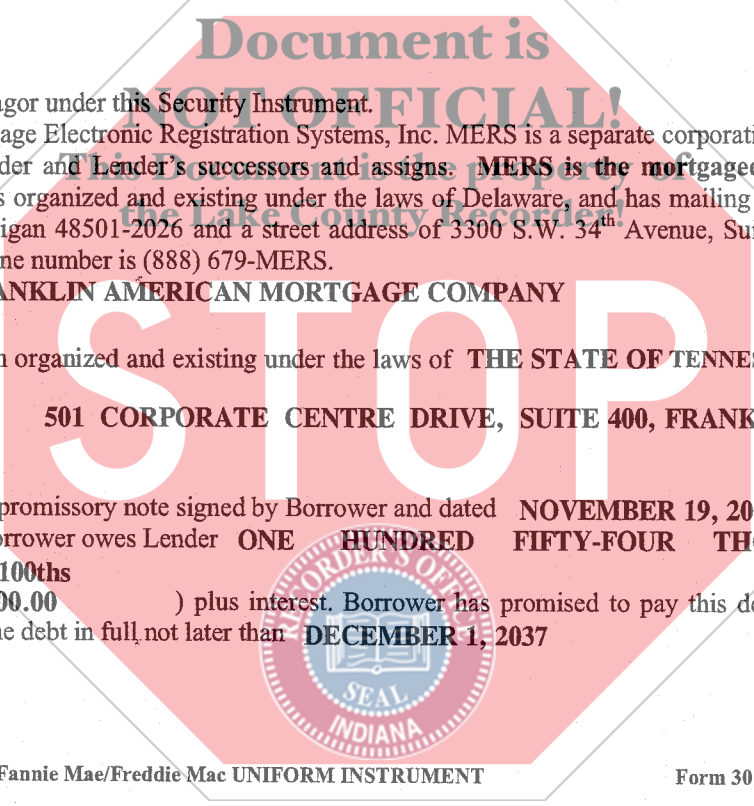 Document is
NOT OFFICIAL!
This Document is the property of
the Lake County Recorder!
agor under this Security Instrument.
age Electronic Registration Systems, Inc. MERS is a separate corporati
der and Lender's successors and assigns. MERS is the mortgagee
s organized and existing under the laws of Delaware, and has mailing
igan 48501-2026 and a street address of 3300 S.W. 34th Avenue, Sui
ne number is (888) 679-MERS.
ANKLIN AMERICAN MORTGAGE COMPANY
n organized and existing under the laws of THE STATE OF TENNES
501 CORPORATE CENTRE DRIVE, SUITE 400, FRANK
STOP
promissory note signed by Borrower and dated NOVEMBER 19, 20
orrower owes Lender ONE HUNDRED FIFTY-FOUR TH
100ths
00.00 ) plus interest. Borrower has promised to pay this de
he debt in full not later than DECEMBER 1, 2037
RECORDER'S OFFICE
SEAL
INDIANA
Fannie Mae/Freddie Mac UNIFORM INSTRUMENT
Form 30